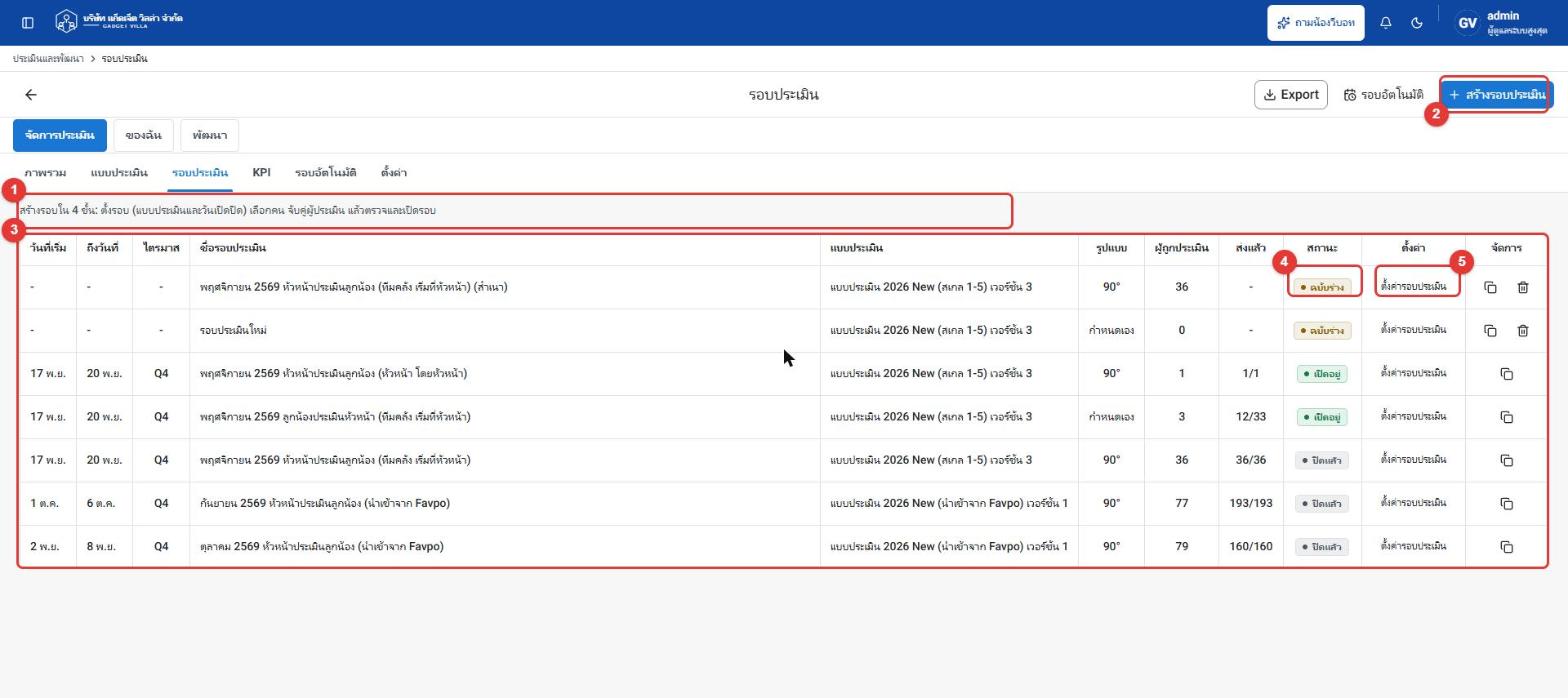 บริษัท แก็ดเจ็ต วิลล่า จำกัด
GADGET VILLA
ถามน้องวีบอท
GV
admin
ผู้ดูแลระบบสูงสุด
ประเมินและพัฒนา > รอบประเมิน
รอบประเมิน
Export
รอบอัตโนมัติ
+ สร้างรอบประเมิน
2
จัดการประเมิน ของฉัน พัฒนา
ภาพรวม แบบประเมิน รอบประเมิน KPI รอบอัตโนมัติ ตั้งค่า
1
สร้างรอบใน 4 ขั้น: ตั้งรอบ (แบบประเมินและวันเปิดปิด) เลือกคน จับคู่ผู้ประเมิน แล้วตรวจและเปิดรอบ
3
วันที่เริ่ม ถึงวันที่ ไตรมาส ชื่อรอบประเมิน แบบประเมิน รูปแบบ ผู้ถูกประเมิน ส่งแล้ว สถานะ ตั้งค่า จัดการ
4 5
- - - พฤศจิกายน 2569 หัวหน้าประเมินลูกน้อง (ทีมคลัง เริ่มที่หัวหน้า) (สำเนา) แบบประเมิน 2026 New (สเกล 1-5) เวอร์ชัน 3 90° 36 - ฉบับร่าง ตั้งค่ารอบประเมิน
- - - รอบประเมินใหม่ แบบประเมิน 2026 New (สเกล 1-5) เวอร์ชัน 3 กำหนดเอง 0 - ฉบับร่าง ตั้งค่ารอบประเมิน
17 พ.ย. 20 พ.ย. Q4 พฤศจิกายน 2569 หัวหน้าประเมินลูกน้อง (หัวหน้า โดยหัวหน้า) แบบประเมิน 2026 New (สเกล 1-5) เวอร์ชัน 3 90° 1 1/1 เปิดอยู่ ตั้งค่ารอบประเมิน
17 พ.ย. 20 พ.ย. Q4 พฤศจิกายน 2569 ลูกน้องประเมินหัวหน้า (ทีมคลัง เริ่มที่หัวหน้า) แบบประเมิน 2026 New (สเกล 1-5) เวอร์ชัน 3 กำหนดเอง 3 12/33 เปิดอยู่ ตั้งค่ารอบประเมิน
17 พ.ย. 20 พ.ย. Q4 พฤศจิกายน 2569 หัวหน้าประเมินลูกน้อง (ทีมคลัง เริ่มที่หัวหน้า) แบบประเมิน 2026 New (สเกล 1-5) เวอร์ชัน 3 90° 36 36/36 ปิดแล้ว ตั้งค่ารอบประเมิน
1 ต.ค. 6 ต.ค. Q4 กันยายน 2569 หัวหน้าประเมินลูกน้อง (นำเข้าจาก Favpo) แบบประเมิน 2026 New (นำเข้าจาก Favpo) เวอร์ชัน 1 90° 77 193/193 ปิดแล้ว ตั้งค่ารอบประเมิน
2 พ.ย. 8 พ.ย. Q4 ตุลาคม 2569 หัวหน้าประเมินลูกน้อง (นำเข้าจาก Favpo) แบบประเมิน 2026 New (นำเข้าจาก Favpo) เวอร์ชัน 1 90° 79 160/160 ปิดแล้ว ตั้งค่ารอบประเมิน